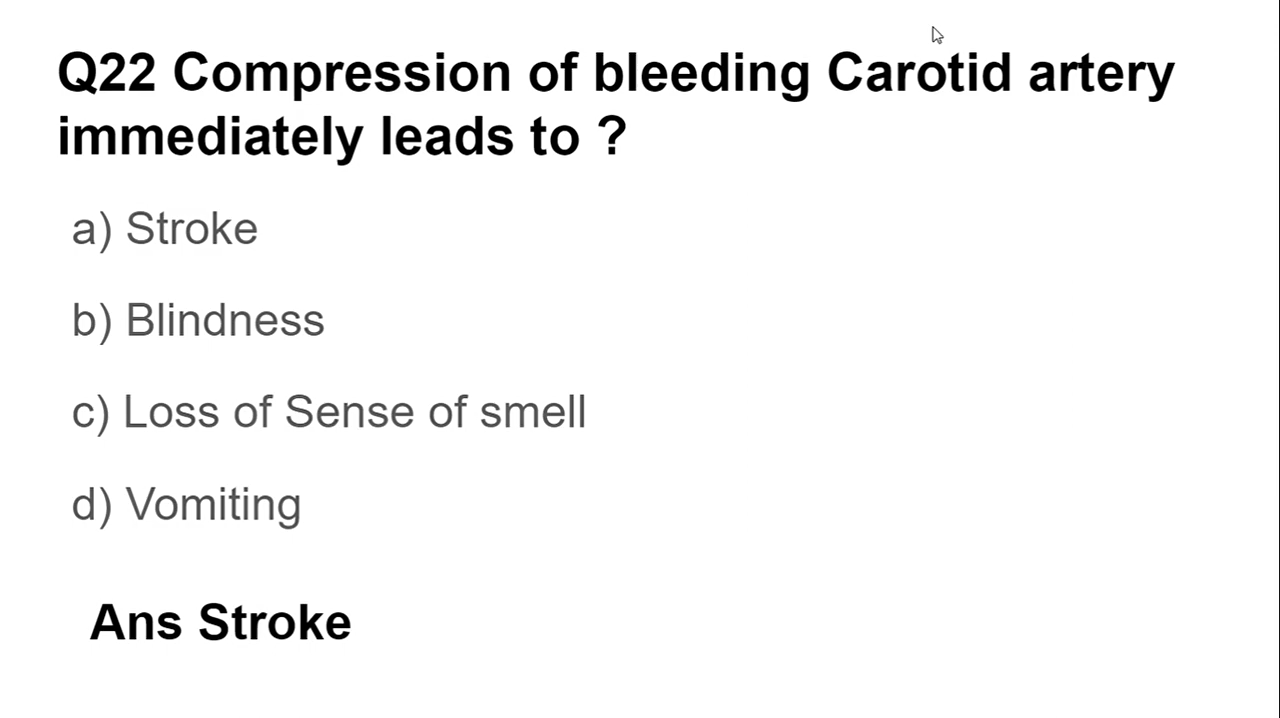 Q22 Compression of bleeding Carotid artery
immediately leads to ?
a) Stroke
b) Blindness
c) Loss of Sense of smell
d) Vomiting
Ans Stroke